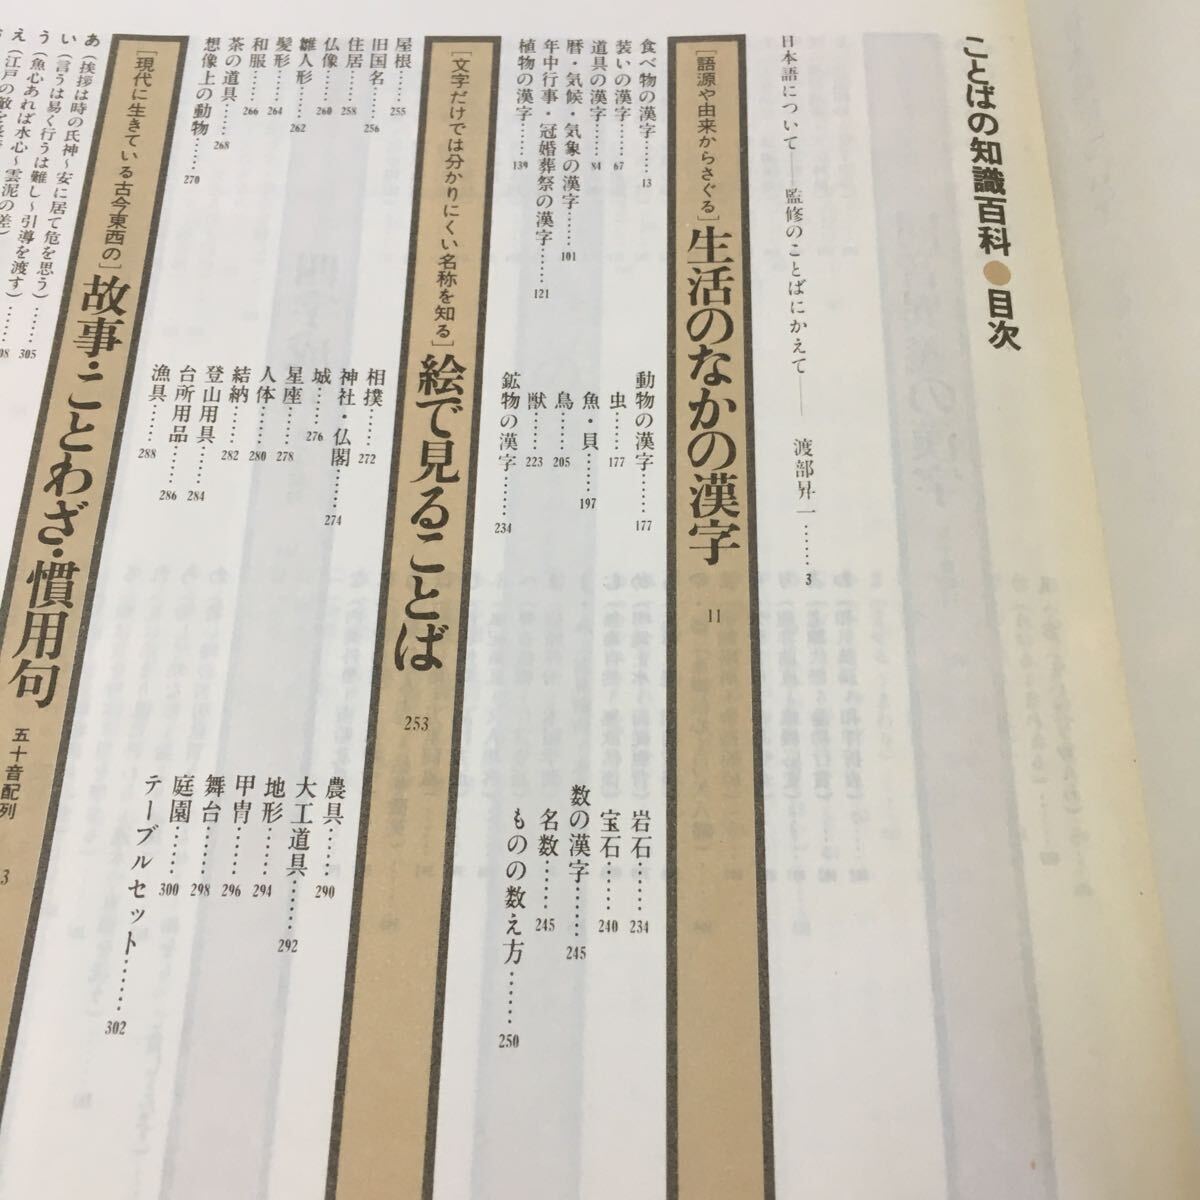 ことばの知識百科●目次
日本語について――監修のことばにかえて――　渡部昇一……3
［語源や由来からさぐる］生活のなかの漢字　11
食べ物の漢字……13
装いの漢字……67
道具の漢字……84
暦・気候・気象の漢字……101
年中行事・冠婚葬祭の漢字……121
植物の漢字……139
動物の漢字……177
虫……177
魚・貝……197
鳥……205
獣……223
鉱物の漢字……234
岩石……234
宝石……240
数の漢字……245
名数……245
ものの数え方……250
［文字だけでは分かりにくい名称を知る］絵で見ることば　253
屋根……255
旧国名……256
住居……258
仏像……260
雛人形……262
髪形……264
和服……266
茶の道具……268
想像上の動物……270
相撲……272
神社・仏閣……274
城……276
星座……278
人体……280
結納……282
登山用具……284
台所用品……286
漁具……288
農具……290
大工道具……292
地形……294
甲冑……296
舞台……298
庭園……300
テーブルセット……302
［現代に生きている古今東西の］故事・ことわざ・慣用句　五十音配列　3
あ（挨拶は時の氏神～安に居て危を思う）……305
い（言うは易く行うは難し～引導を渡す）……08
う（魚心あれば水心～雲泥の差）
え（江戸の敵を長